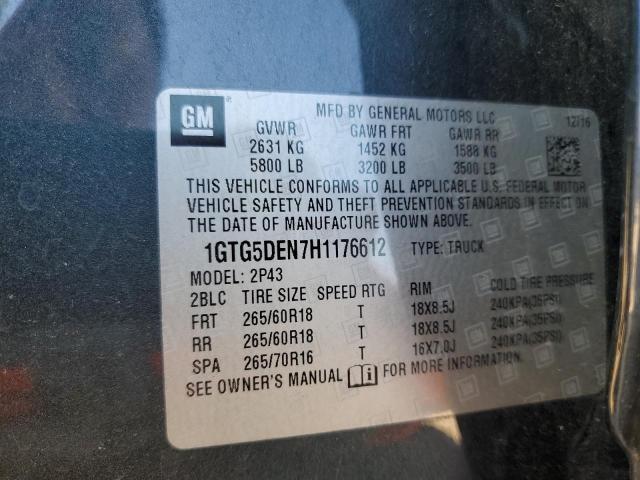 GM
MFD BY GENERAL MOTORS LLC 12/16
GVWR GAWR FRT GAWR RR
2631 KG 1452 KG 1588 KG
5800 LB 3200 LB 3500 LB
THIS VEHICLE CONFORMS TO ALL APPLICABLE U.S. FEDERAL MOTOR
VEHICLE SAFETY AND THEFT PREVENTION STANDARDS IN EFFECT ON
THE DATE OF MANUFACTURE SHOWN ABOVE.
1GTG5DEN7H1176612 TYPE: TRUCK
MODEL: 2P43
2BLC TIRE SIZE SPEED RTG RIM COLD TIRE PRESSURE
FRT 265/60R18 T 18X8.5J 240KPA(35PSI)
RR 265/60R18 T 18X8.5J 240KPA(35PSI)
SPA 265/70R16 T 16X7.0J 240KPA(35PSI)
SEE OWNER'S MANUAL i FOR MORE INFORMATION.